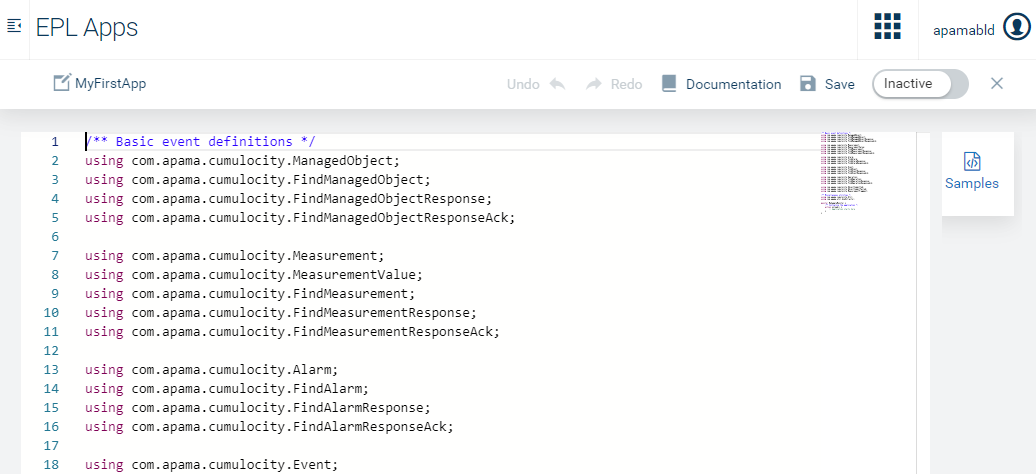 EPL Apps
apamabld
MyFirstApp
Undo
Redo
Documentation
Save
Inactive
1 /** Basic event definitions */
2 using com.apama.cumulocity.ManagedObject;
3 using com.apama.cumulocity.FindManagedObject;
4 using com.apama.cumulocity.FindManagedObjectResponse;
5 using com.apama.cumulocity.FindManagedObjectResponseAck;
6
7 using com.apama.cumulocity.Measurement;
8 using com.apama.cumulocity.MeasurementValue;
9 using com.apama.cumulocity.FindMeasurement;
10 using com.apama.cumulocity.FindMeasurementResponse;
11 using com.apama.cumulocity.FindMeasurementResponseAck;
12
13 using com.apama.cumulocity.Alarm;
14 using com.apama.cumulocity.FindAlarm;
15 using com.apama.cumulocity.FindAlarmResponse;
16 using com.apama.cumulocity.FindAlarmResponseAck;
17
18 using com.apama.cumulocity.Event;
Samples